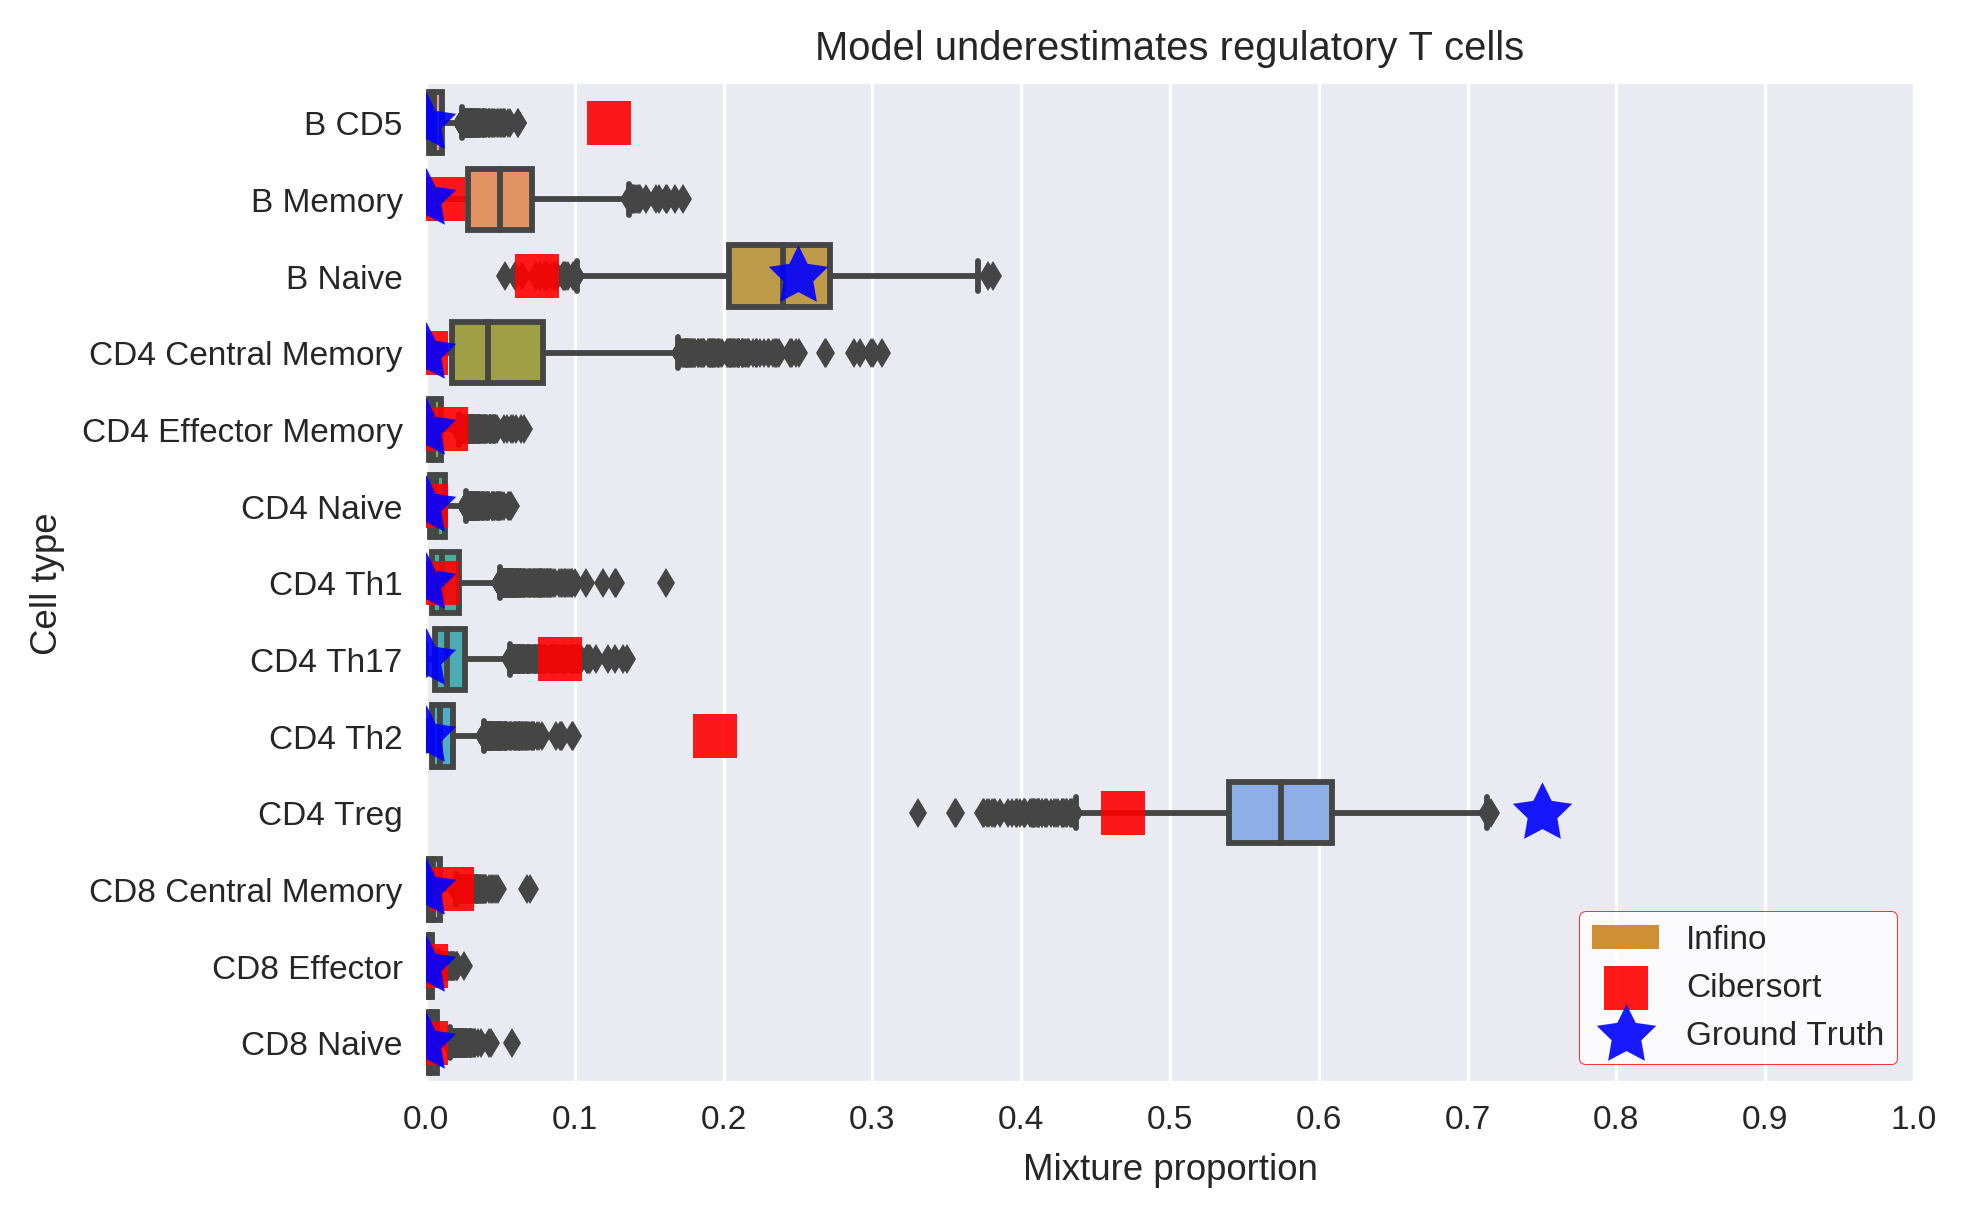 Model underestimates regulatory T cells
B CD5
B Memory
B Naive
CD4 Central Memory
CD4 Effector Memory
CD4 Naive
CD4 Th1
CD4 Th17
CD4 Th2
CD4 Treg
CD8 Central Memory
CD8 Effector
CD8 Naive
Cell type
Infino
Cibersort
Ground Truth
0.0 0.1 0.2 0.3 0.4 0.5 0.6 0.7 0.8 0.9 1.0
Mixture proportion